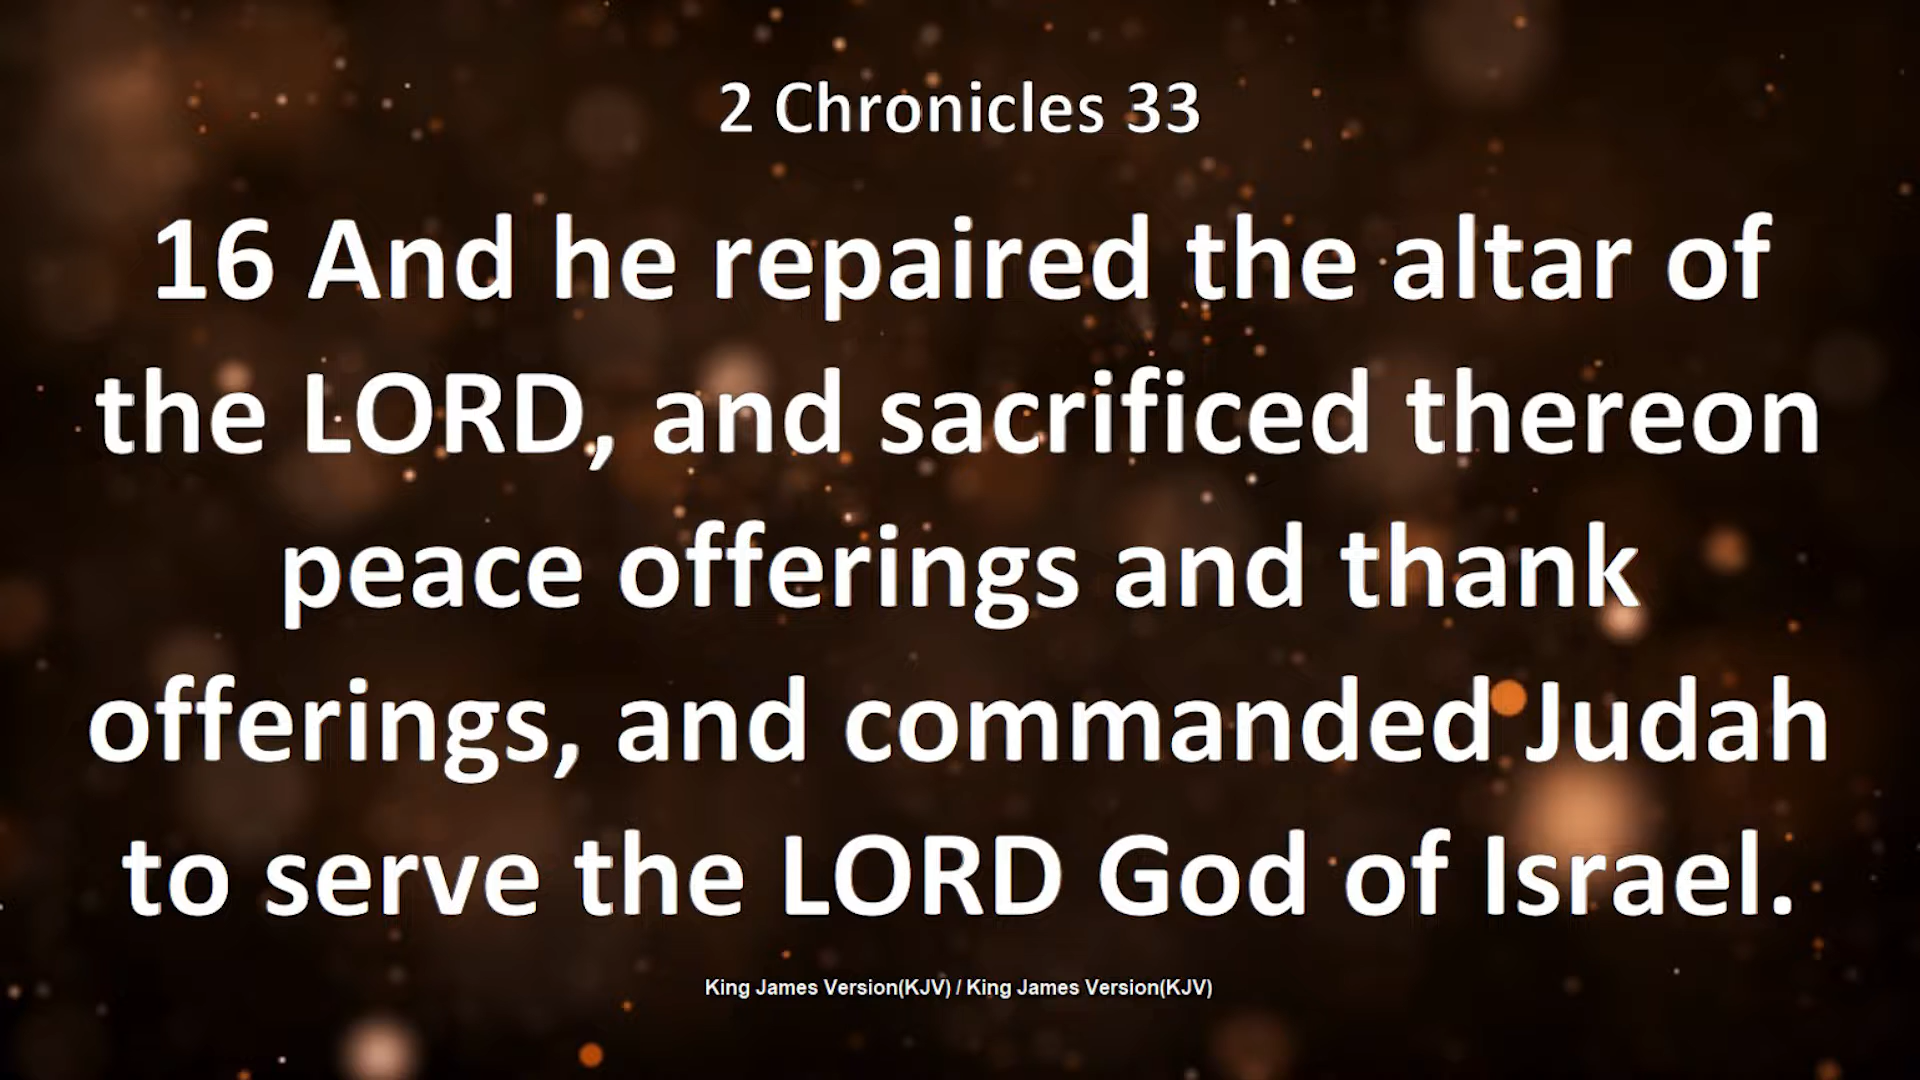 2 Chronicles 33
16 And he repaired the altar of
the LORD, and sacrificed thereon
peace offerings and thank
offerings, and commanded Judah
to serve the LORD God of Israel.
King James Version(KJV) / King James Version(KJV)